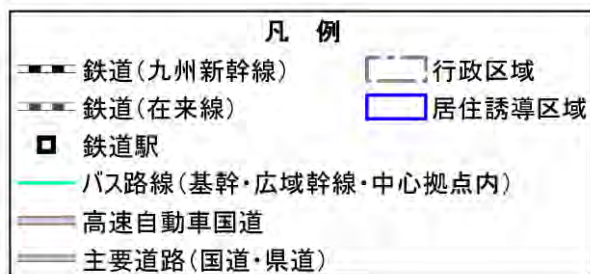 凡 例
鉄道(九州新幹線) 行政区域
鉄道(在来線) 居住誘導区域
鉄道駅
バス路線(基幹・広域幹線・中心拠点内)
高速自動車国道
主要道路(国道・県道)